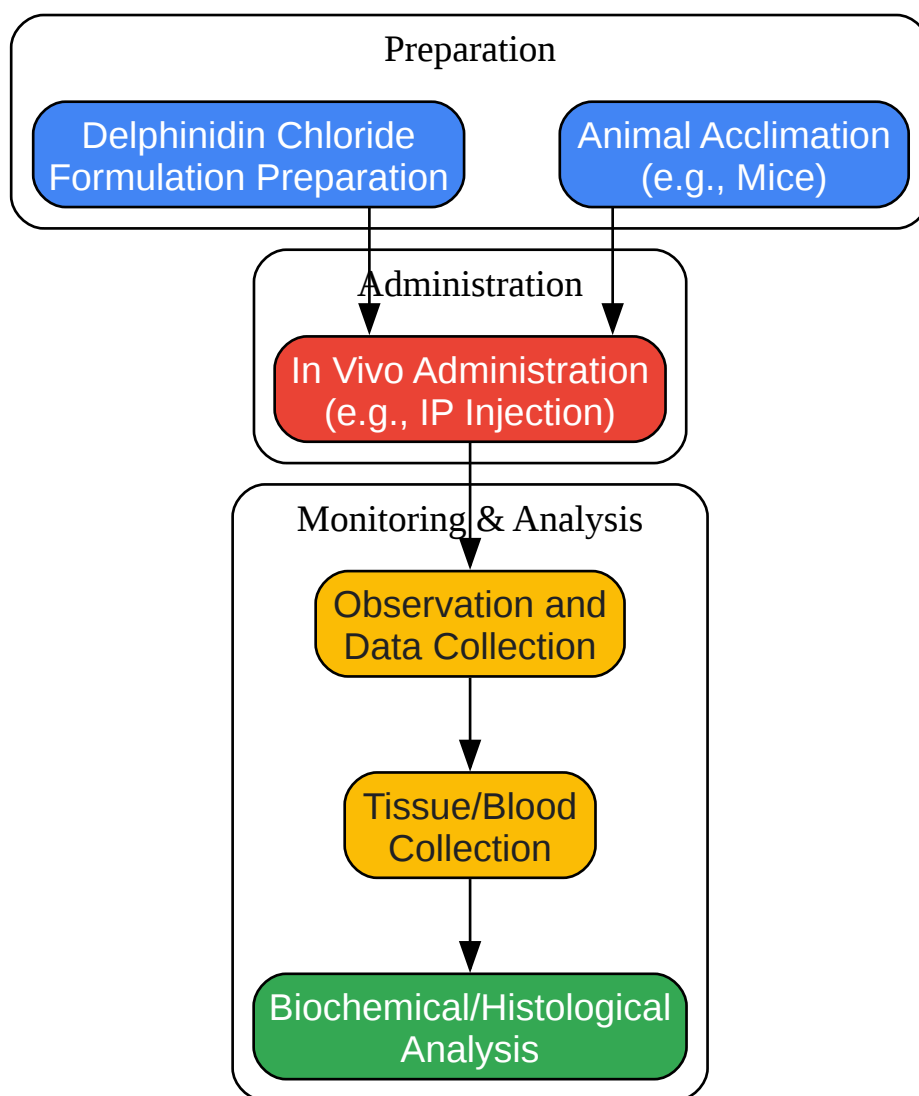 Preparation
Delphinidin Chloride
Formulation Preparation
Animal Acclimation
(e.g., Mice)
Administration
In Vivo Administration
(e.g., IP Injection)
Monitoring & Analysis
Observation and
Data Collection
Tissue/Blood
Collection
Biochemical/Histological
Analysis